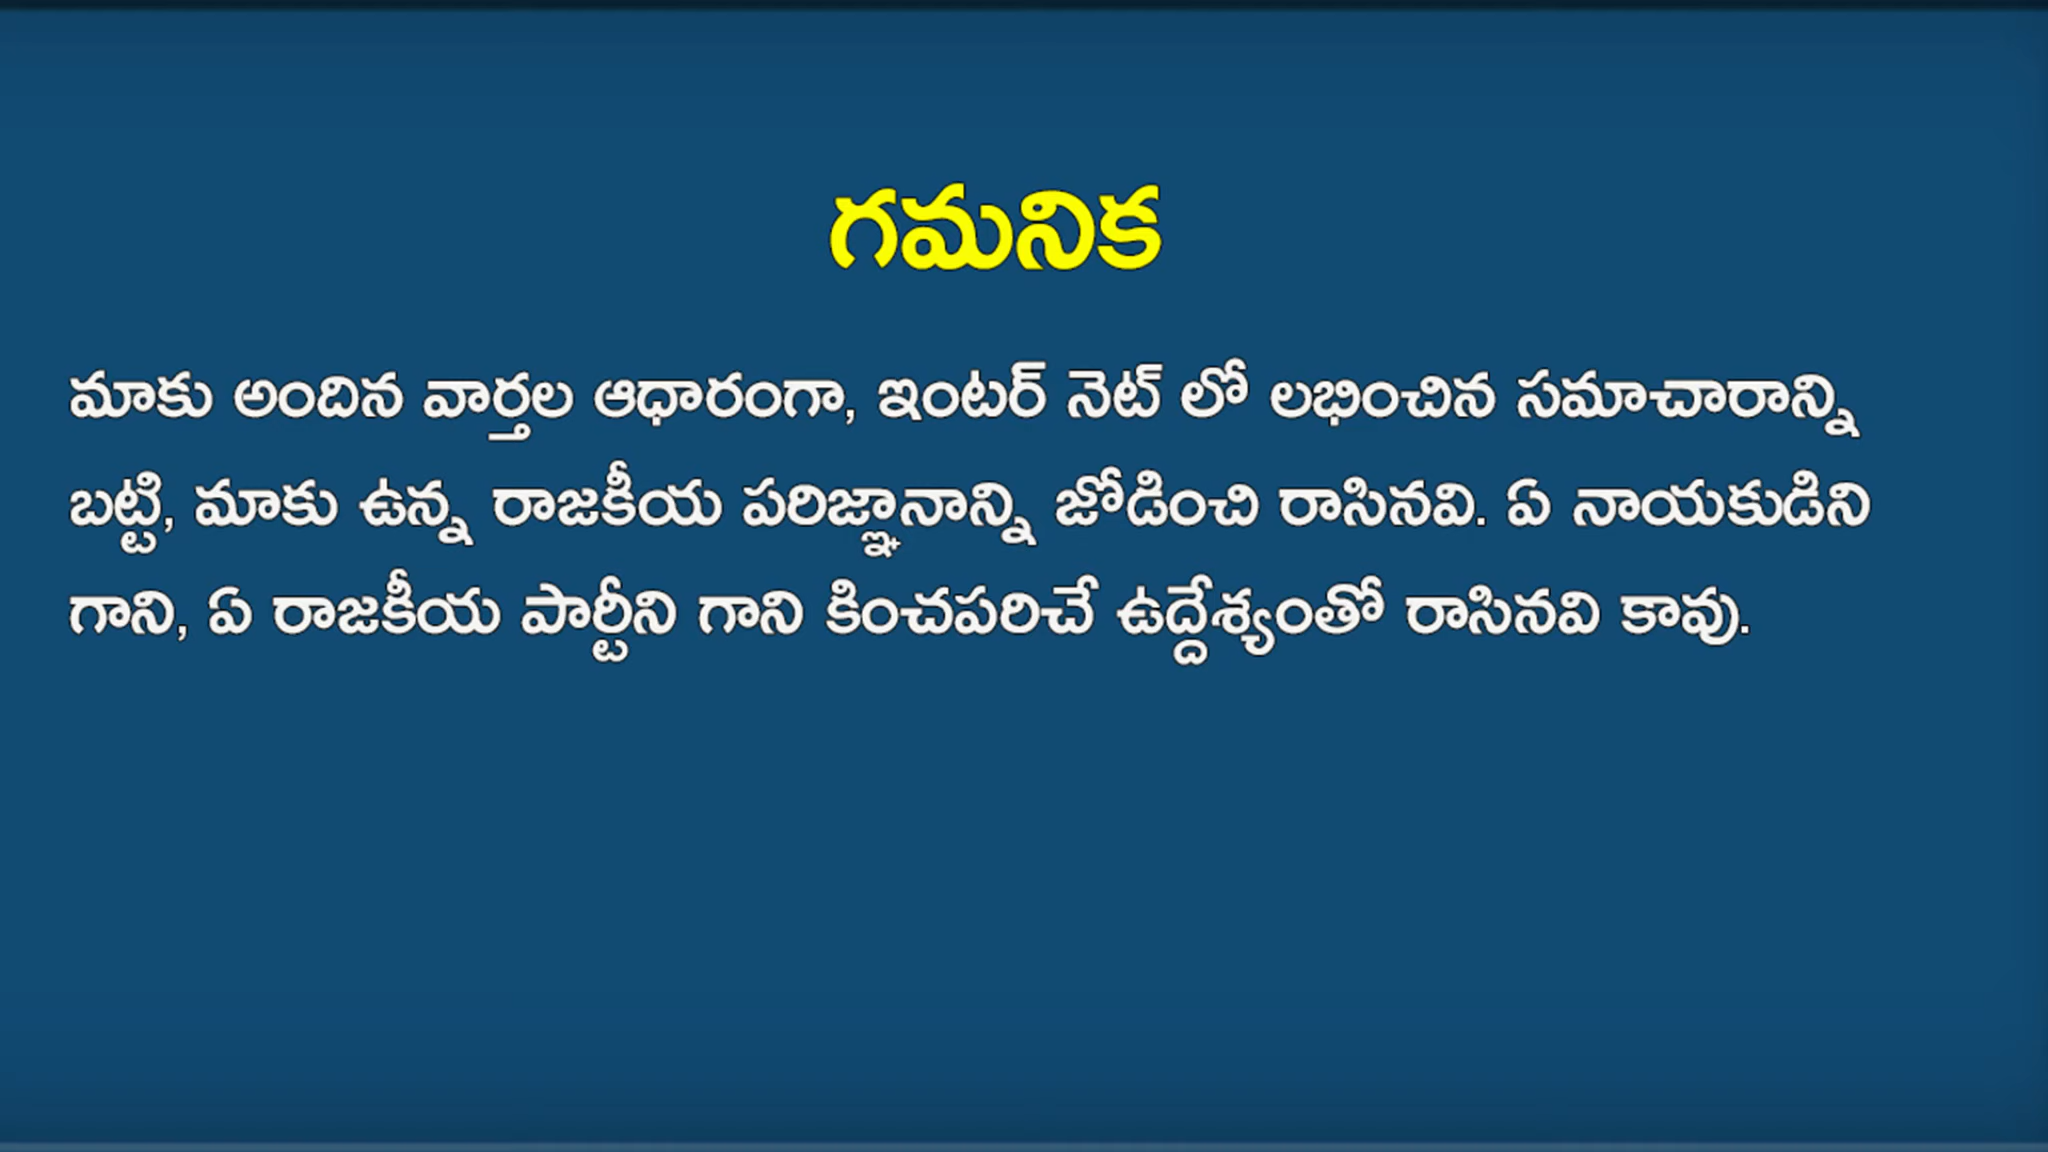 గమనిక
మాకు అందిన వార్తల ఆధారంగా, ఇంటర్ నెట్ లో లభించిన సమాచారాన్ని
బట్టి, మాకు ఉన్న రాజకీయ పరిజ్ఞానాన్ని జోడించి రాసినవి. ఏ నాయకుడిని
గాని, ఏ రాజకీయ పార్టీని గాని కించపరిచే ఉద్దేశ్యంతో రాసినవి కావు.